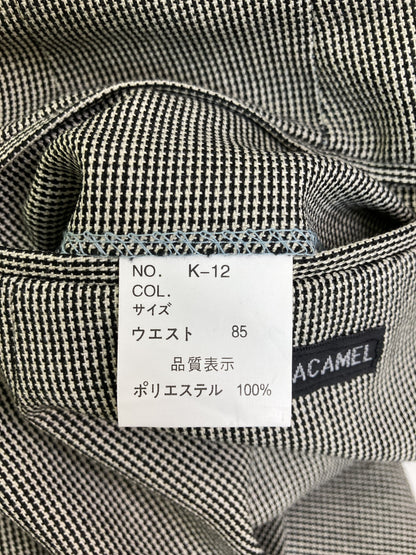 NO. K-12
COL.
サイズ
ウエスト 85
品質表示
ポリエステル 100%
ACAMEL